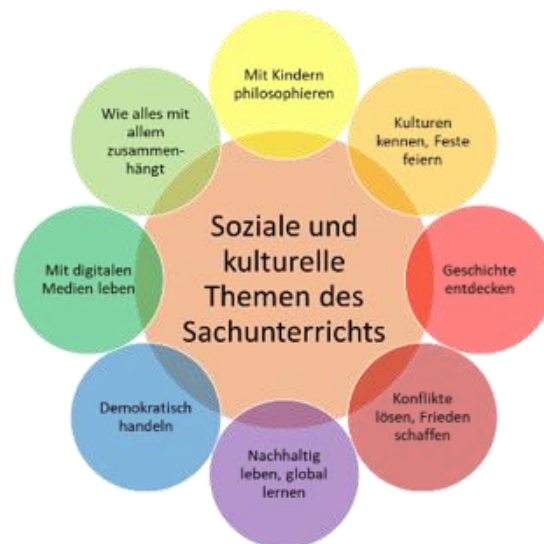 Mit Kindern
philosophieren
Kulturen
kennen, Feste
feiern
Geschichte
entdecken
Konflikte
lösen, Frieden
schaffen
Nachhaltig
leben, global
lernen
Demokratisch
handeln
Mit digitalen
Medien leben
Wie alles mit
allem
zusammen-
hängt
Soziale und
kulturelle
Themen des
Sachunterrichts